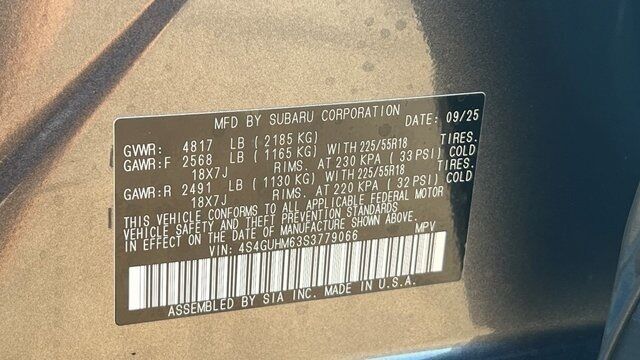 MFD BY SUBARU CORPORATION DATE: 09/25
GVWR: 4817 LB (2185 KG)
GAWR:F 2568 LB (1165 KG) WITH 225/55R18 TIRES.
18X7J RIMS. AT 230 KPA (33 PSI) COLD
GAWR:R 2491 LB (1130 KG) WITH 225/55R18 TIRES.
18X7J RIMS. AT 220 KPA (32 PSI) COLD
THIS VEHICLE CONFORMS TO ALL APPLICABLE FEDERAL MOTOR
VEHICLE SAFETY AND THEFT PREVENTION STANDARDS
IN EFFECT ON THE DATE OF MANUFACTURE SHOWN ABOVE.
VIN: 4S4GUHM63S3779066 MPV
ASSEMBLED BY SIA INC. MADE IN U.S.A.